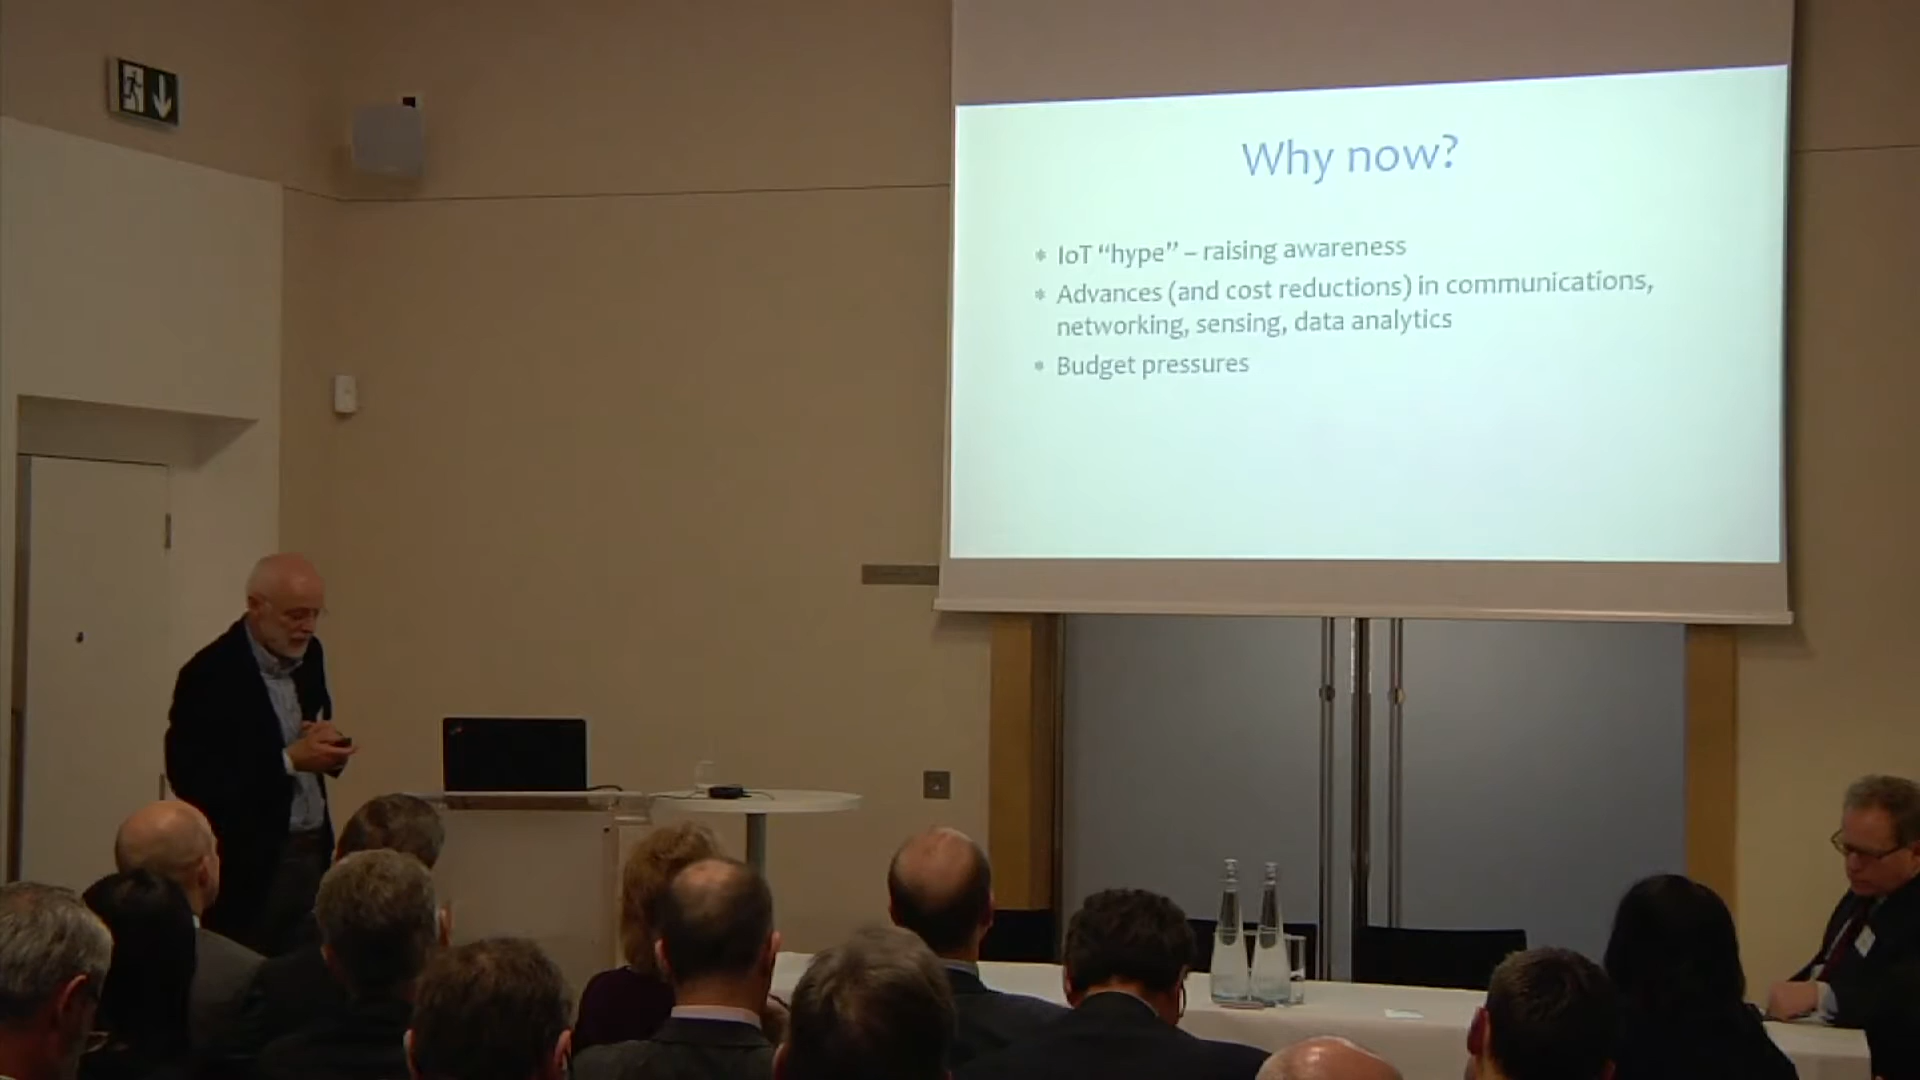 Why now?
* IoT “hype” – raising awareness
* Advances (and cost reductions) in communications,
networking, sensing, data analytics
* Budget pressures